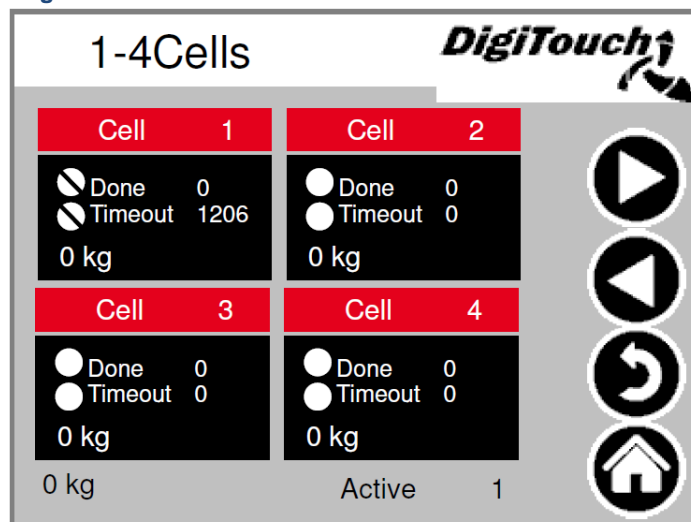 1-4Cells
DigiTouch
Cell 1
Done 0
Timeout 1206
0 kg
Cell 2
Done 0
Timeout 0
0 kg
Cell 3
Done 0
Timeout 0
0 kg
Cell 4
Done 0
Timeout 0
0 kg
0 kg
Active 1